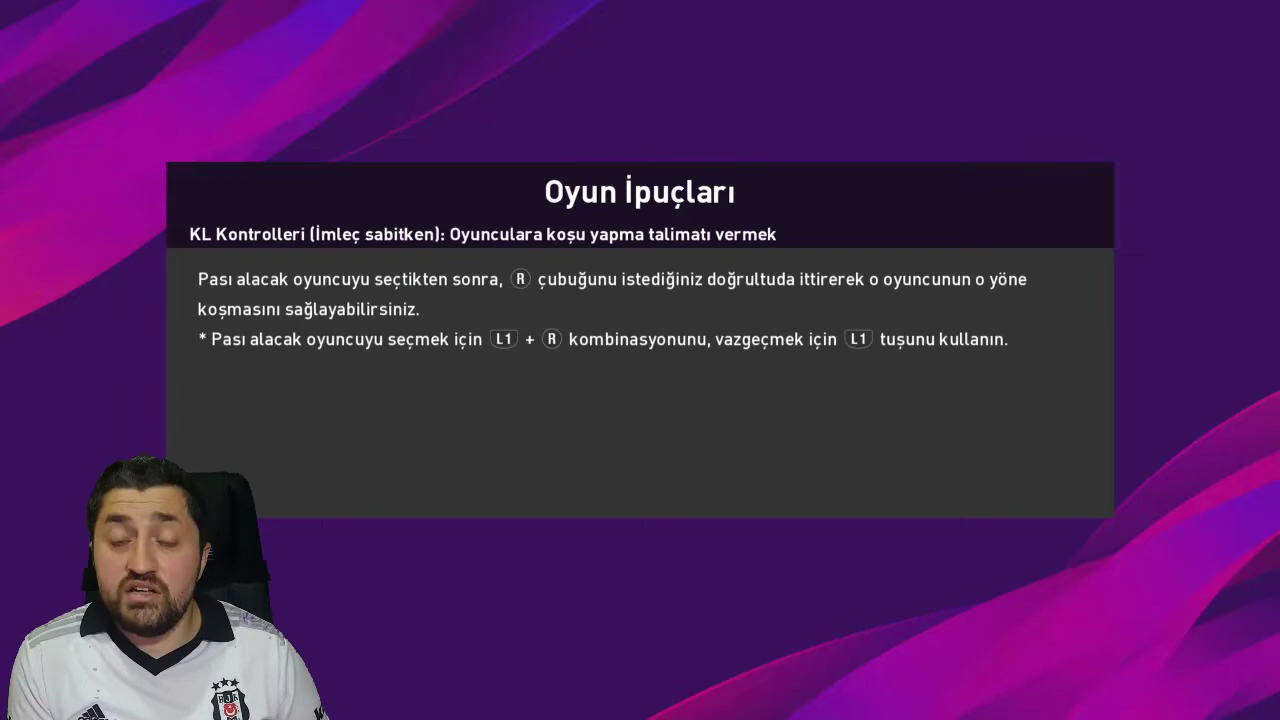 Oyun İpuçları
KL Kontrolleri (İmleç sabitken): Oyunculara koşu yapma talimatı vermek
Pası alacak oyuncuyu seçtikten sonra, R çubuğunu istediğiniz doğrultuda ittirerek o oyuncunun o yöne
koşmasını sağlayabilirsiniz.
* Pası alacak oyuncuyu seçmek için L1 + R kombinasyonunu, vazgeçmek için L1 tuşunu kullanın.
BJK